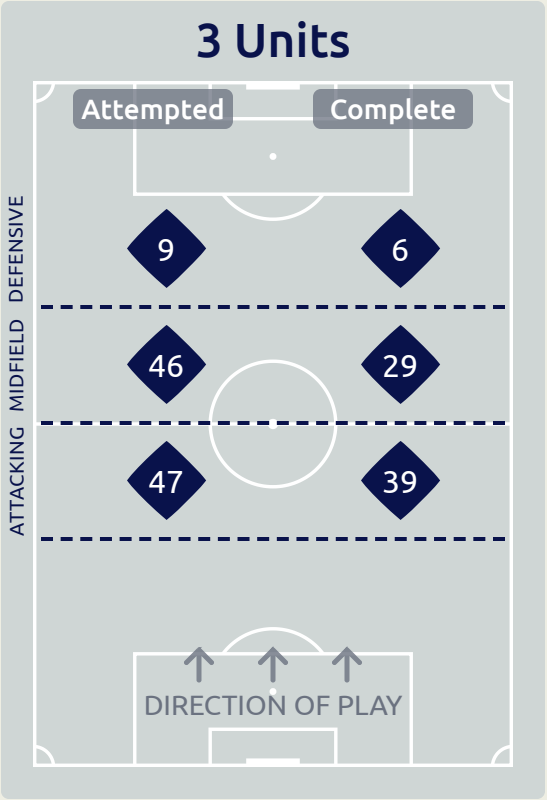 3 Units
Attempted Complete
DEFENSIVE
9 6
MIDFIELD
46 29
ATTACKING
47 39
DIRECTION OF PLAY